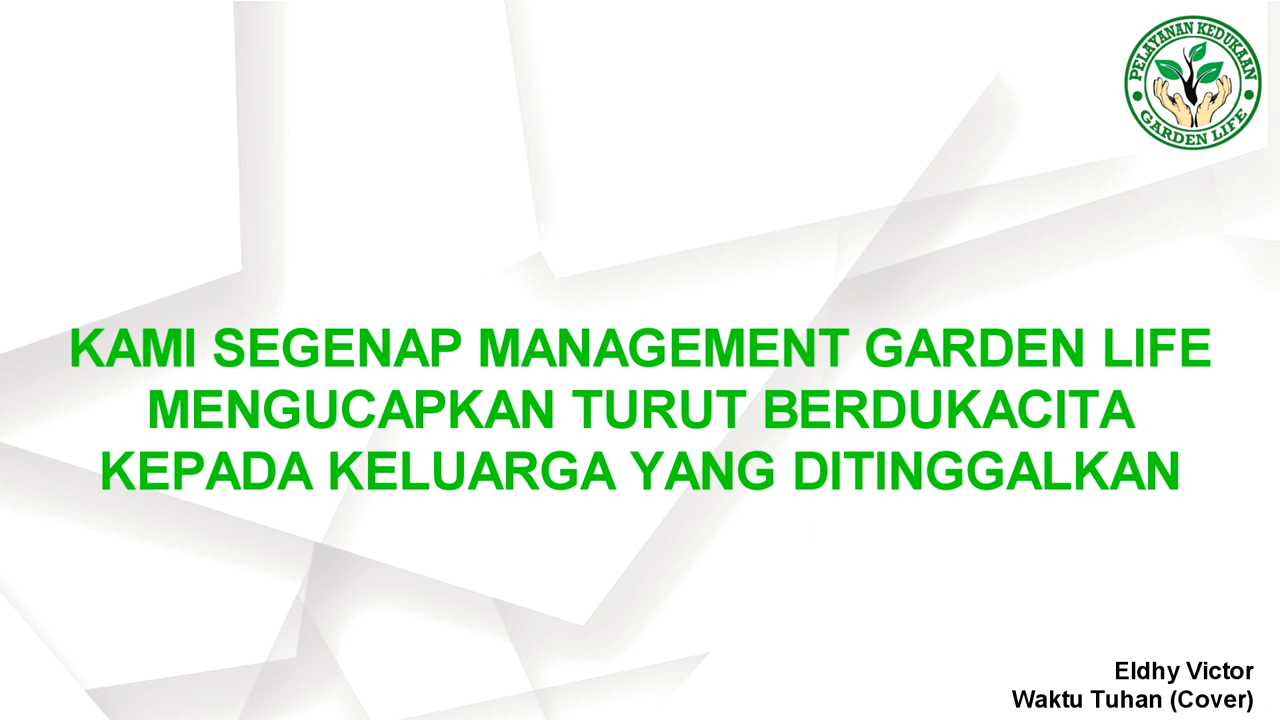 PELAYANAN KEDUKAAN
GARDEN LIFE
KAMI SEGENAP MANAGEMENT GARDEN LIFE
MENGUCAPKAN TURUT BERDUKACITA
KEPADA KELUARGA YANG DITINGGALKAN
Eldhy Victor
Waktu Tuhan (Cover)